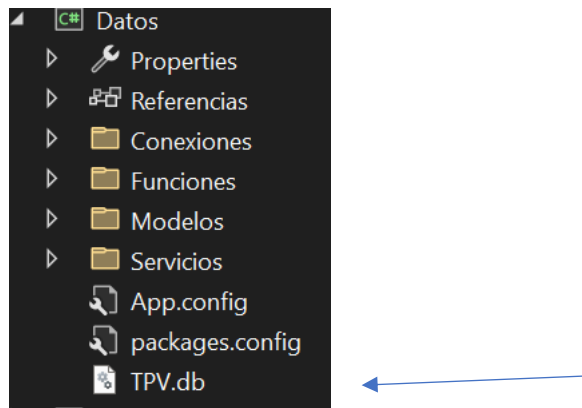 C# Datos
Properties
Referencias
Conexiones
Funciones
Modelos
Servicios
App.config
packages.config
TPV.db